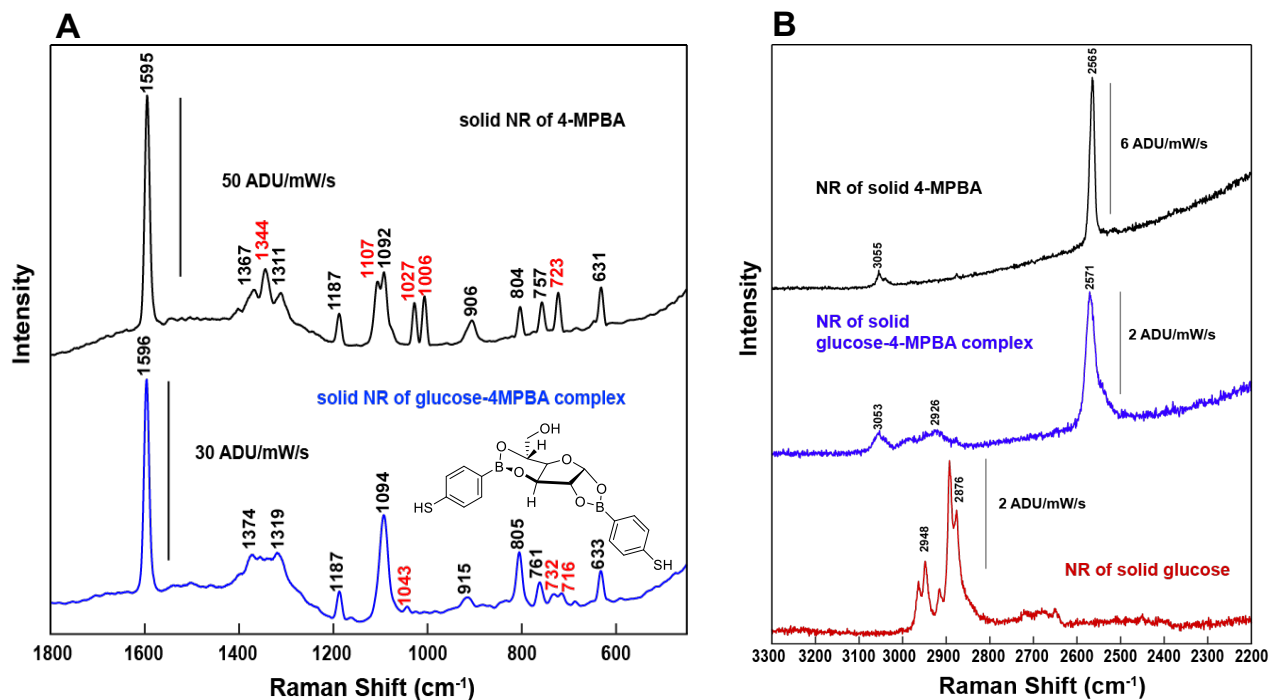 A
Intensity
1595
solid NR of 4-MPBA
50 ADU/mW/s
1367
1344
1311
1187
1107
1092
1027
1006
906
804
757
723
631
1596
solid NR of glucose-4MPBA complex
30 ADU/mW/s
1374
1319
1187
1094
1043
915
805
761
732
716
633
OH
H
O
O
B
O
O
H
O
O
B
HS
SH
1800
1600
1400
1200
1000
800
600
Raman Shift (cm-1)
B
Intensity
2565
6 ADU/mW/s
NR of solid 4-MPBA
3055
2571
NR of solid
glucose-4-MPBA complex
2 ADU/mW/s
3053
2926
2876
2948
2 ADU/mW/s
NR of solid glucose
3300
3200
3100
3000
2900
2800
2700
2600
2500
2400
2300
2200
Raman Shift (cm-1)